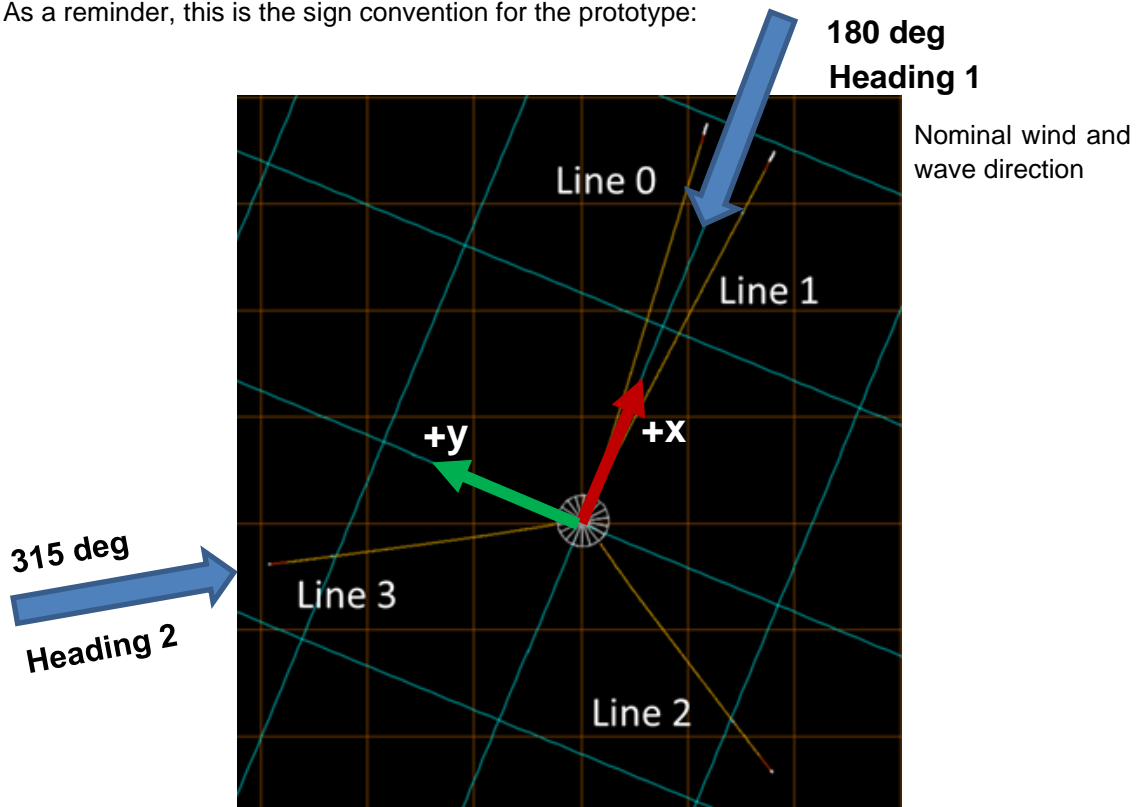 As a reminder, this is the sign convention for the prototype:
180 deg
Heading 1
Nominal wind and
wave direction
Line 0
Line 1
+x
+y
315 deg
Heading 2
Line 3
Line 2